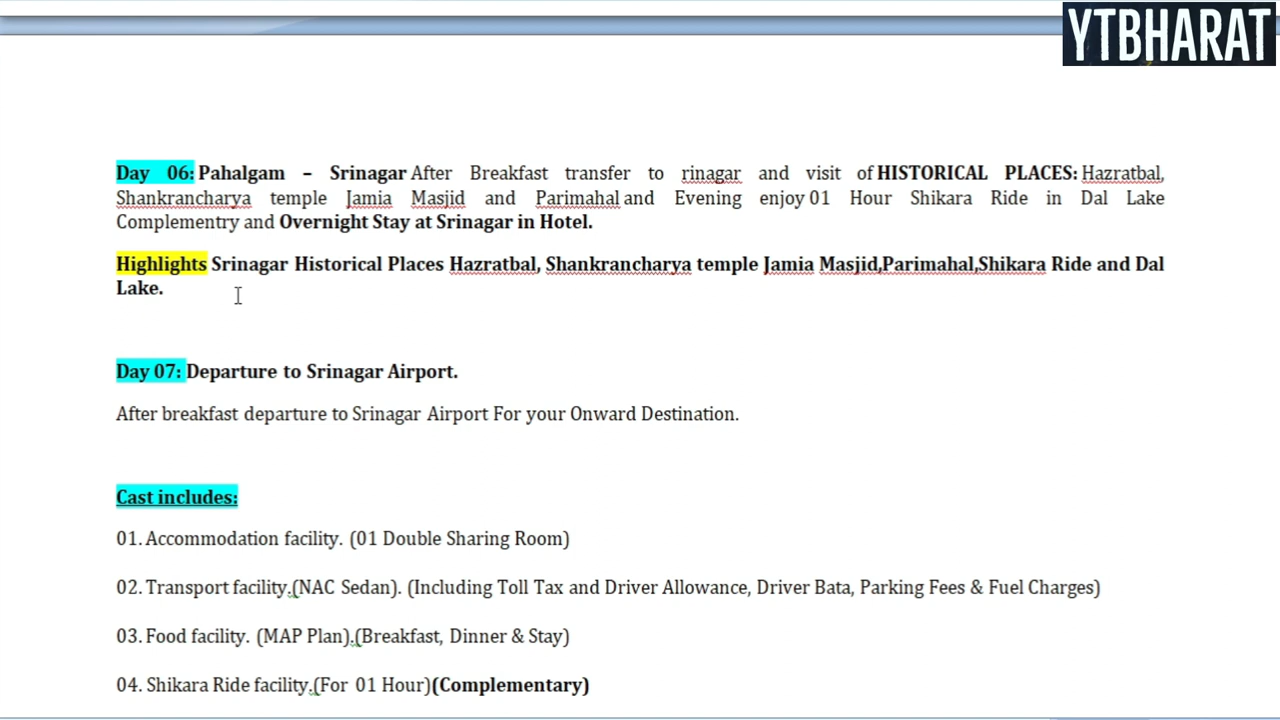 YTBHARAT
Day 06: Pahalgam – Srinagar After Breakfast transfer to rinagar and visit of HISTORICAL PLACES: Hazratbal,
Shankrancharya temple Jamia Masjid and Parimahal and Evening enjoy 01 Hour Shikara Ride in Dal Lake
Complementry and Overnight Stay at Srinagar in Hotel.
Highlights Srinagar Historical Places Hazratbal, Shankrancharya temple Jamia Masjid,Parimahal,Shikara Ride and Dal
Lake.
Day 07: Departure to Srinagar Airport.
After breakfast departure to Srinagar Airport For your Onward Destination.
Cast includes:
01. Accommodation facility. (01 Double Sharing Room)
02. Transport facility.(NAC Sedan). (Including Toll Tax and Driver Allowance, Driver Bata, Parking Fees & Fuel Charges)
03. Food facility. (MAP Plan).(Breakfast, Dinner & Stay)
04. Shikara Ride facility.(For 01 Hour)(Complementary)